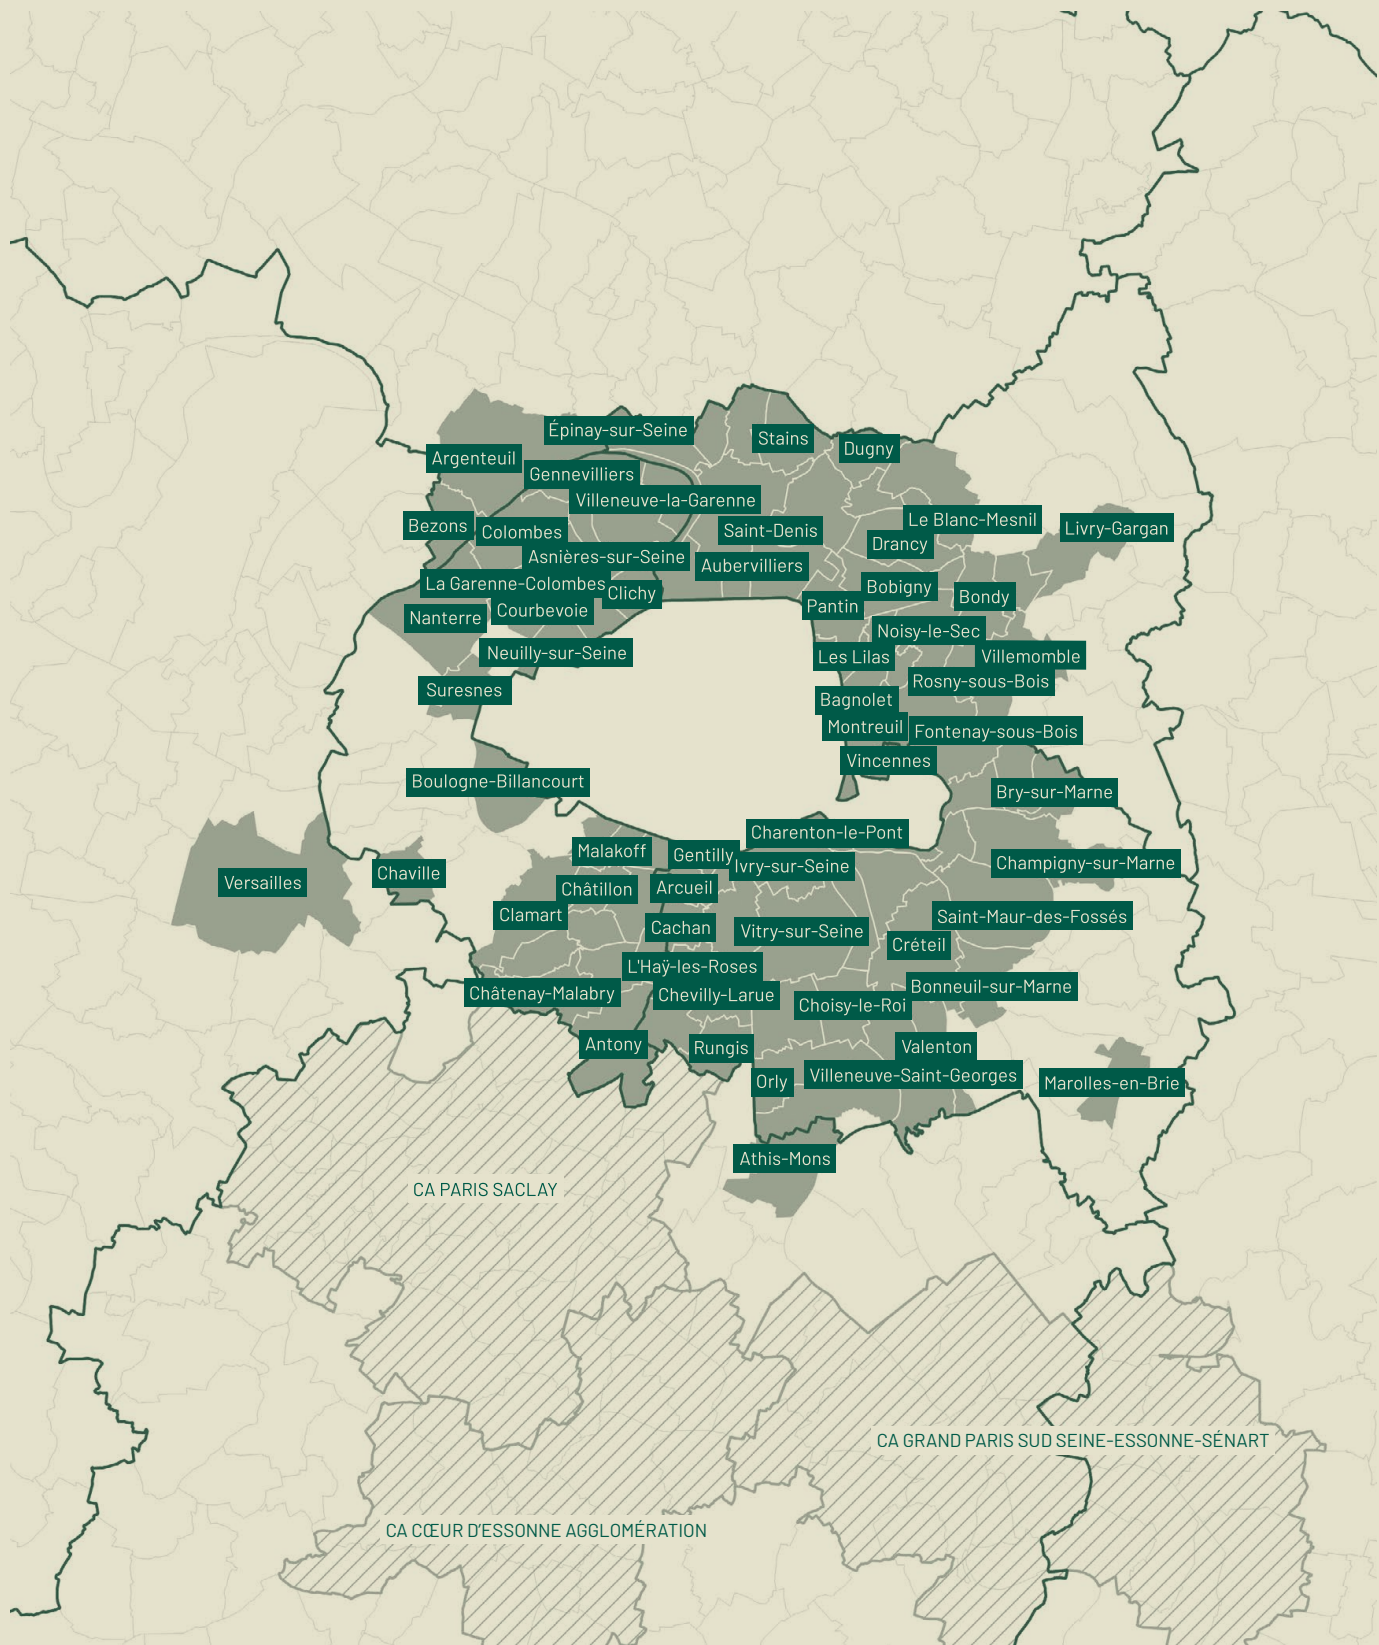 Épinay-sur-Seine
Stains
Dugny
Argenteuil
Gennevilliers
Villeneuve-la-Garenne
Bezons
Colombes
Saint-Denis
Le Blanc-Mesnil
Livry-Gargan
Drancy
Asnières-sur-Seine
Aubervilliers
La Garenne-Colombes
Clichy
Bobigny
Bondy
Nanterre
Courbevoie
Pantin
Noisy-le-Sec
Neuilly-sur-Seine
Les Lilas
Villemomble
Suresnes
Rosny-sous-Bois
Bagnolet
Montreuil
Fontenay-sous-Bois
Vincennes
Boulogne-Billancourt
Bry-sur-Marne
Charenton-le-Pont
Malakoff
Gentilly
Ivry-sur-Seine
Champigny-sur-Marne
Versailles
Chaville
Châtillon
Arcueil
Clamart
Cachan
Vitry-sur-Seine
Saint-Maur-des-Fossés
Créteil
L'Haÿ-les-Roses
Châtenay-Malabry
Chevilly-Larue
Choisy-le-Roi
Bonneuil-sur-Marne
Antony
Rungis
Valenton
Orly
Villeneuve-Saint-Georges
Marolles-en-Brie
Athis-Mons
CA PARIS SACLAY
CA GRAND PARIS SUD SEINE-ESSONNE-SÉNART
CA CŒUR D'ESSONNE AGGLOMÉRATION